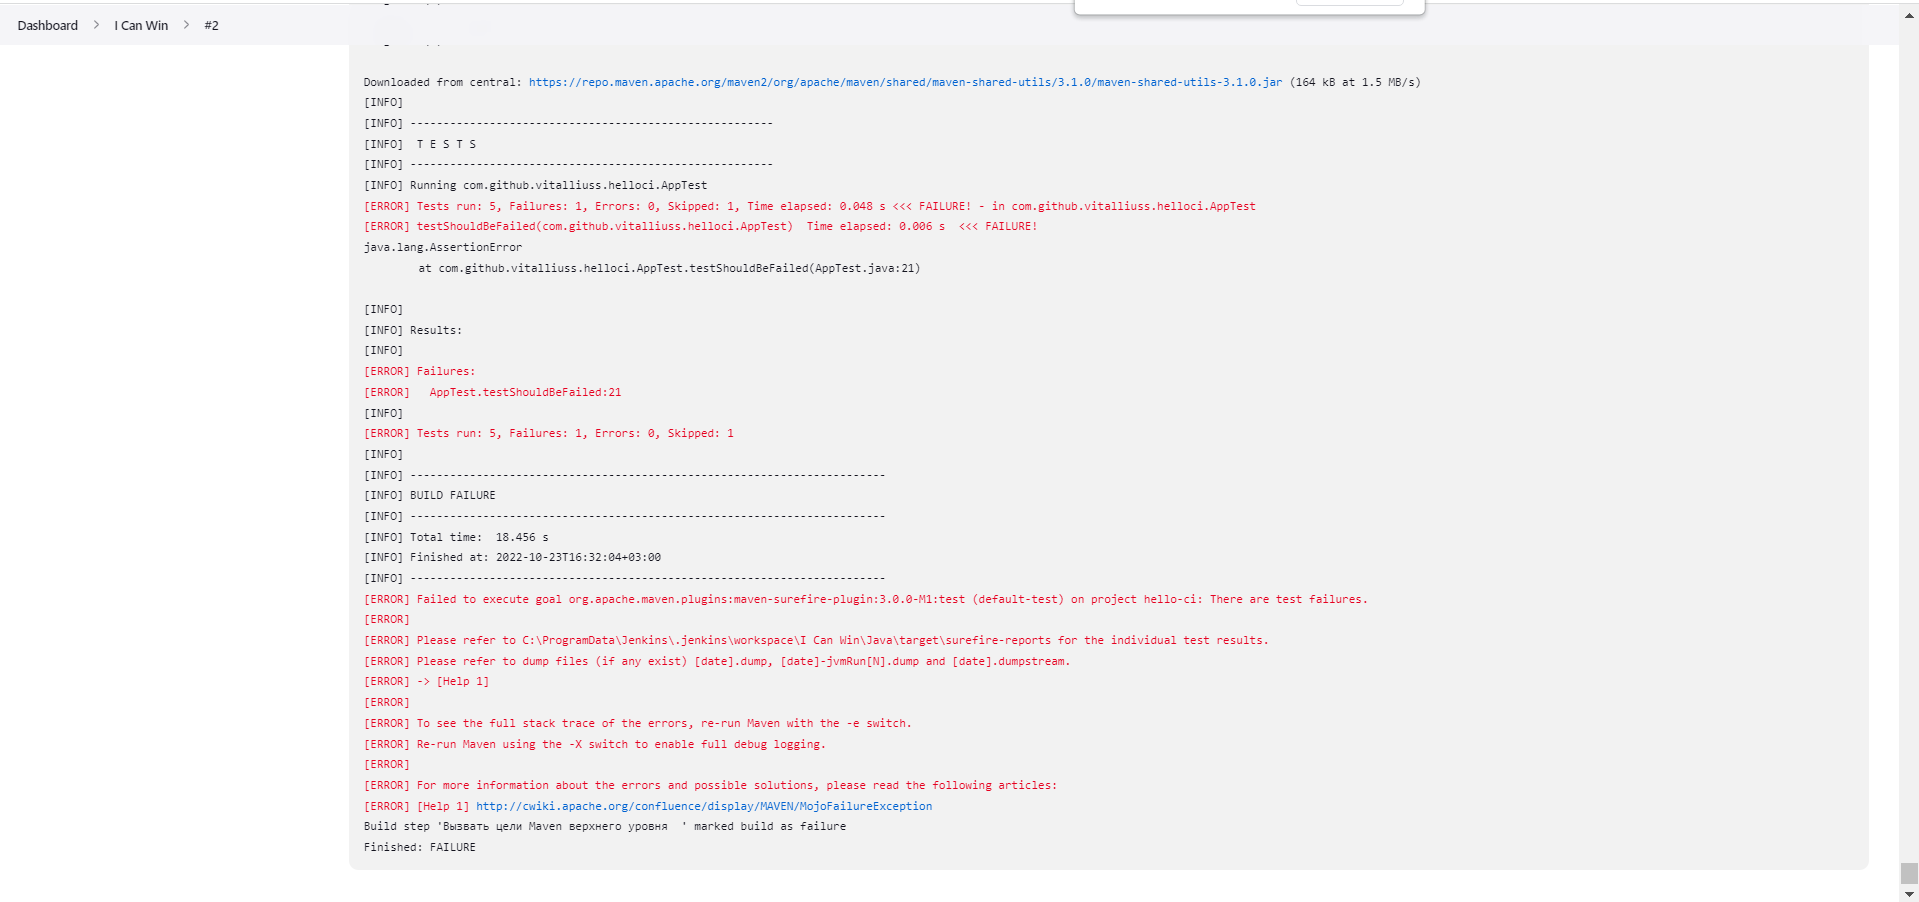 Dashboard > I Can Win > #2
Downloaded from central: https://repo.maven.apache.org/maven2/org/apache/maven/shared/maven-shared-utils/3.1.0/maven-shared-utils-3.1.0.jar (164 kB at 1.5 MB/s)
[INFO]
[INFO] -------------------------------------------------------
[INFO]  T E S T S
[INFO] -------------------------------------------------------
[INFO] Running com.github.vitalliuss.helloci.AppTest
[ERROR] Tests run: 5, Failures: 1, Errors: 0, Skipped: 1, Time elapsed: 0.048 s <<< FAILURE! - in com.github.vitalliuss.helloci.AppTest
[ERROR] testShouldBeFailed(com.github.vitalliuss.helloci.AppTest)  Time elapsed: 0.006 s  <<< FAILURE!
java.lang.AssertionError
	at com.github.vitalliuss.helloci.AppTest.testShouldBeFailed(AppTest.java:21)
[INFO]
[INFO] Results:
[INFO]
[ERROR] Failures:
[ERROR]   AppTest.testShouldBeFailed:21
[INFO]
[ERROR] Tests run: 5, Failures: 1, Errors: 0, Skipped: 1
[INFO]
[INFO] ------------------------------------------------------------------------
[INFO] BUILD FAILURE
[INFO] ------------------------------------------------------------------------
[INFO] Total time:  18.456 s
[INFO] Finished at: 2022-10-23T16:32:04+03:00
[INFO] ------------------------------------------------------------------------
[ERROR] Failed to execute goal org.apache.maven.plugins:maven-surefire-plugin:3.0.0-M1:test (default-test) on project hello-ci: There are test failures.
[ERROR]
[ERROR] Please refer to C:\ProgramData\Jenkins\.jenkins\workspace\I Can Win\Java\target\surefire-reports for the individual test results.
[ERROR] Please refer to dump files (if any exist) [date].dump, [date]-jvmRun[N].dump and [date].dumpstream.
[ERROR] -> [Help 1]
[ERROR]
[ERROR] To see the full stack trace of the errors, re-run Maven with the -e switch.
[ERROR] Re-run Maven using the -X switch to enable full debug logging.
[ERROR]
[ERROR] For more information about the errors and possible solutions, please read the following articles:
[ERROR] [Help 1] http://cwiki.apache.org/confluence/display/MAVEN/MojoFailureException
Build step 'Вызвать цели Maven верхнего уровня  ' marked build as failure
Finished: FAILURE